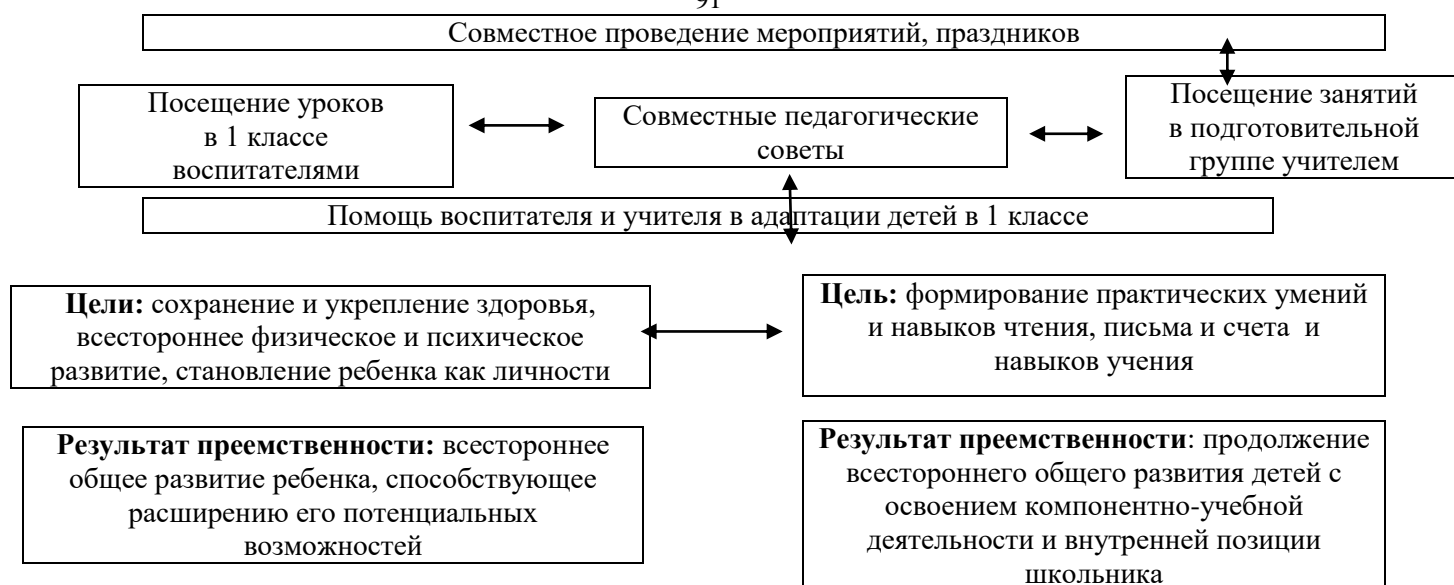 91
Совместное проведение мероприятий, праздников
Посещение уроков
в 1 классе
воспитателями
Совместные педагогические
советы
Посещение занятий
в подготовительной
группе учителем
Помощь воспитателя и учителя в адаптации детей в 1 классе
Цели: сохранение и укрепление здоровья,
всестороннее физическое и психическое
развитие, становление ребенка как личности
Цель: формирование практических умений
и навыков чтения, письма и счета и
навыков учения
Результат преемственности: всестороннее
общее развитие ребенка, способствующее
расширению его потенциальных
возможностей
Результат преемственности: продолжение
всестороннего общего развития детей с
освоением компонентно-учебной
деятельности и внутренней позиции
школьника